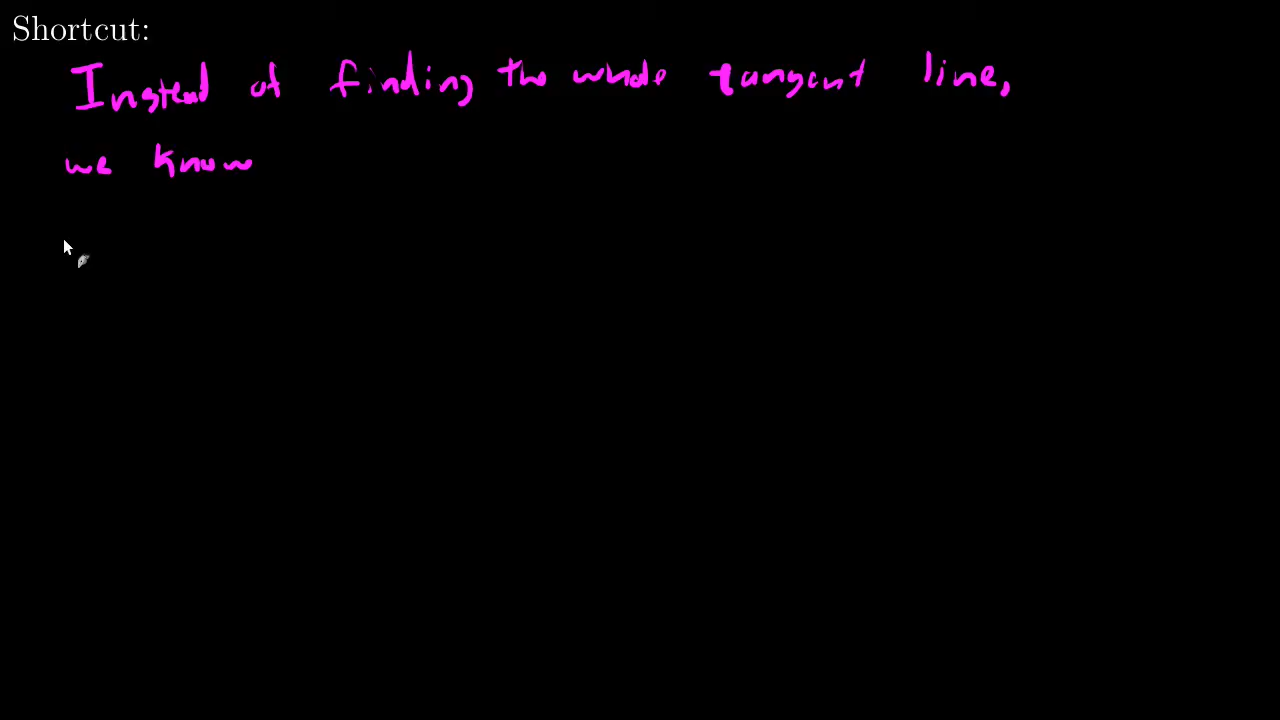 Shortcut:
Instead of finding the whole tangent line,
we know